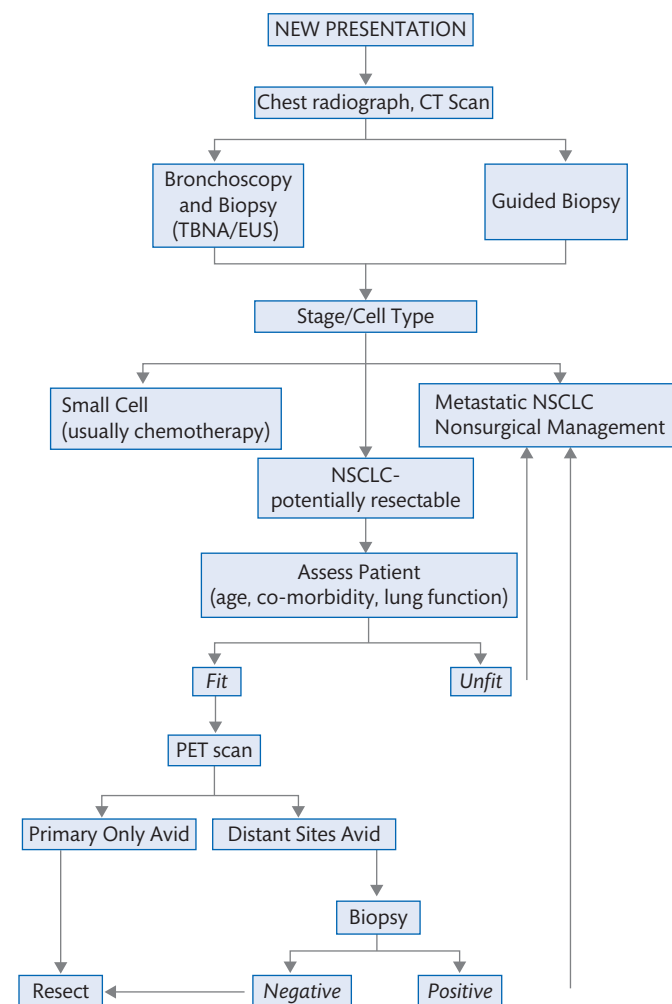 NEW PRESENTATION
Chest radiograph, CT Scan
Bronchoscopy
and Biopsy
(TBNA/EUS)
Guided Biopsy
Stage/Cell Type
Small Cell
(usually chemotherapy)
Metastatic NSCLC
Nonsurgical Management
NSCLC-
potentially resectable
Assess Patient
(age, co-morbidity, lung function)
Fit
Unfit
PET scan
Primary Only Avid
Distant Sites Avid
Biopsy
Resect
Negative
Positive